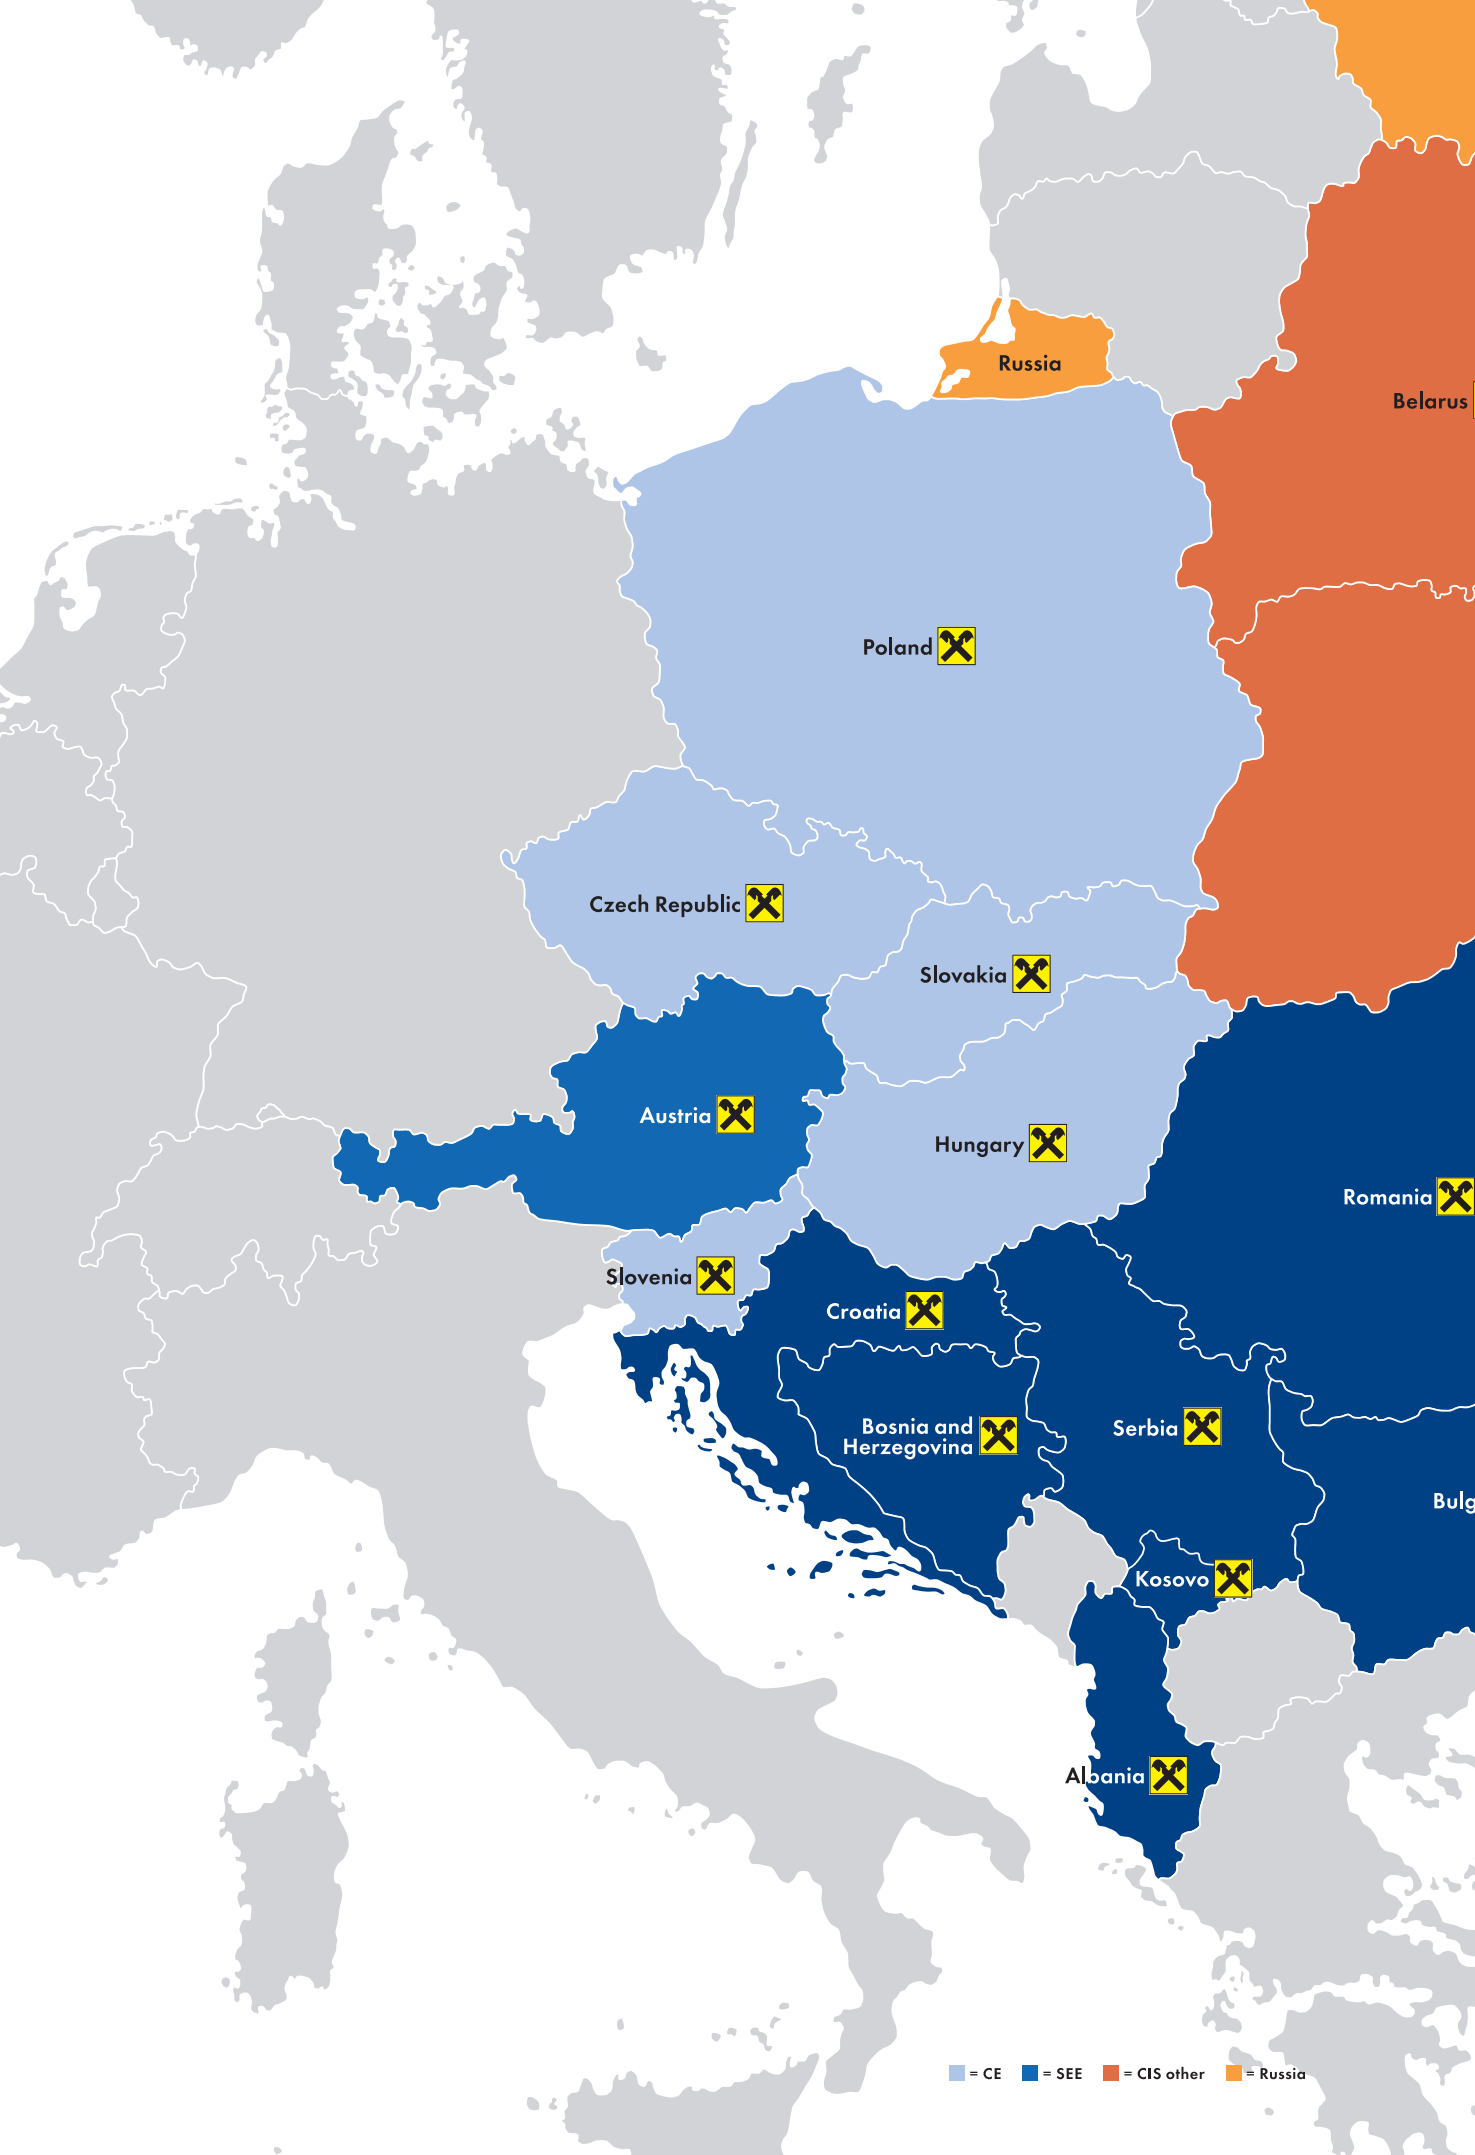 Russia
Belarus
Poland
Czech Republic
Slovakia
Austria
Hungary
Romania
Slovenia
Croatia
Bosnia and
Herzegovina
Serbia
Bulg
Kosovo
Albania
= CE = SEE = CIS other = Russia